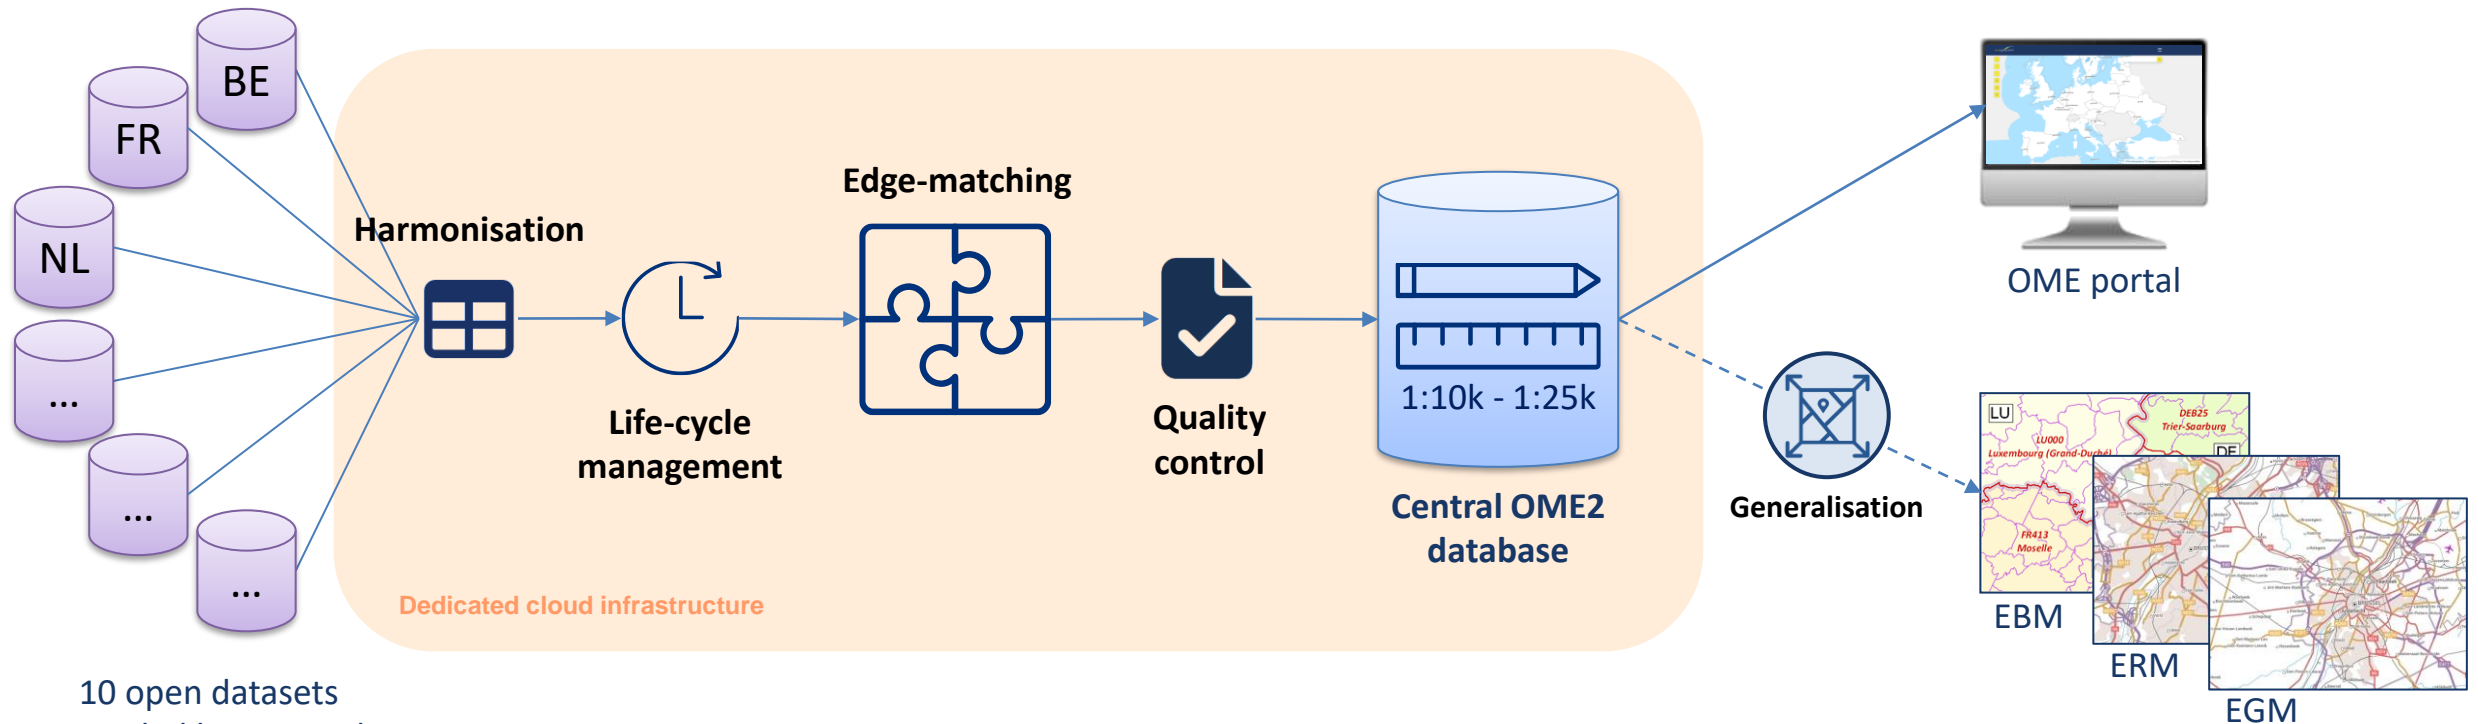 BE
FR
NL
...
...
...
10 open datasets
Harmonisation
Life-cycle
management
Edge-matching
Quality
control
1:10k - 1:25k
Central OME2
database
Dedicated cloud infrastructure
OME portal
Generalisation
LU
DEB25
Trier-Saarburg
LU000
Luxembourg (Grand-Duché)
DE
FR413
Moselle
EBM
ERM
EGM